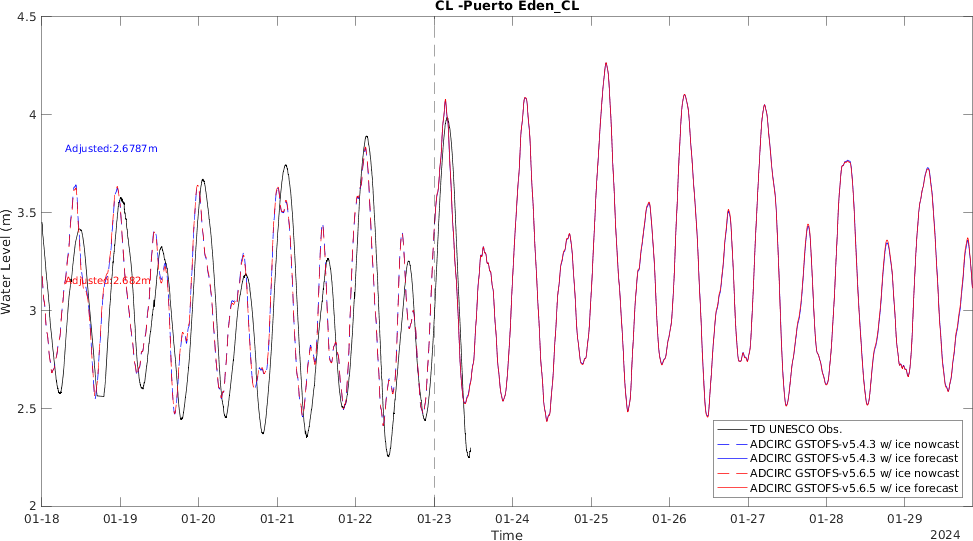 CL -Puerto Eden_CL
4.5
4
3.5
3
2.5
2
Water Level (m)
Adjusted:2.6787m
Adjusted:2.682m
TD UNESCO Obs.
ADCIRC GSTOFS-v5.4.3 w/ ice nowcast
ADCIRC GSTOFS-v5.4.3 w/ ice forecast
ADCIRC GSTOFS-v5.6.5 w/ ice nowcast
ADCIRC GSTOFS-v5.6.5 w/ ice forecast
01-18 01-19 01-20 01-21 01-22 01-23 01-24 01-25 01-26 01-27 01-28 01-29
Time
2024